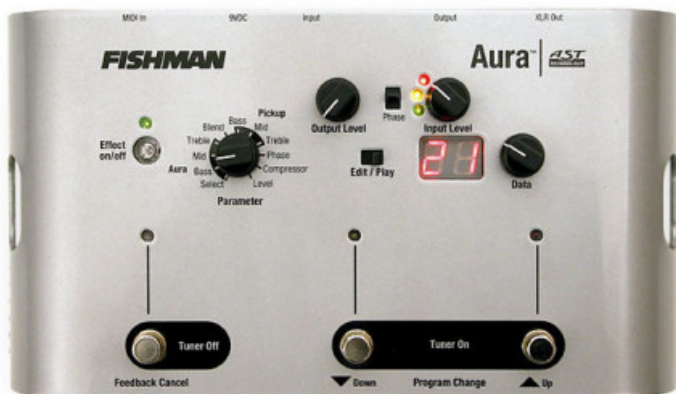 MIDI In 9VDC Input Output XLR Out
FISHMAN
Aura™ AST
Effect on/off
Pickup
Bass
Mid
Treble
Phase
Compressor
Level
Blend
Treble
Mid
Bass
Select
Aura
Parameter
Output Level
Phase
Input Level
Edit / Play
21
Data
Tuner Off
Tuner On
Feedback Cancel
▼ Down
Program Change
▲ Up